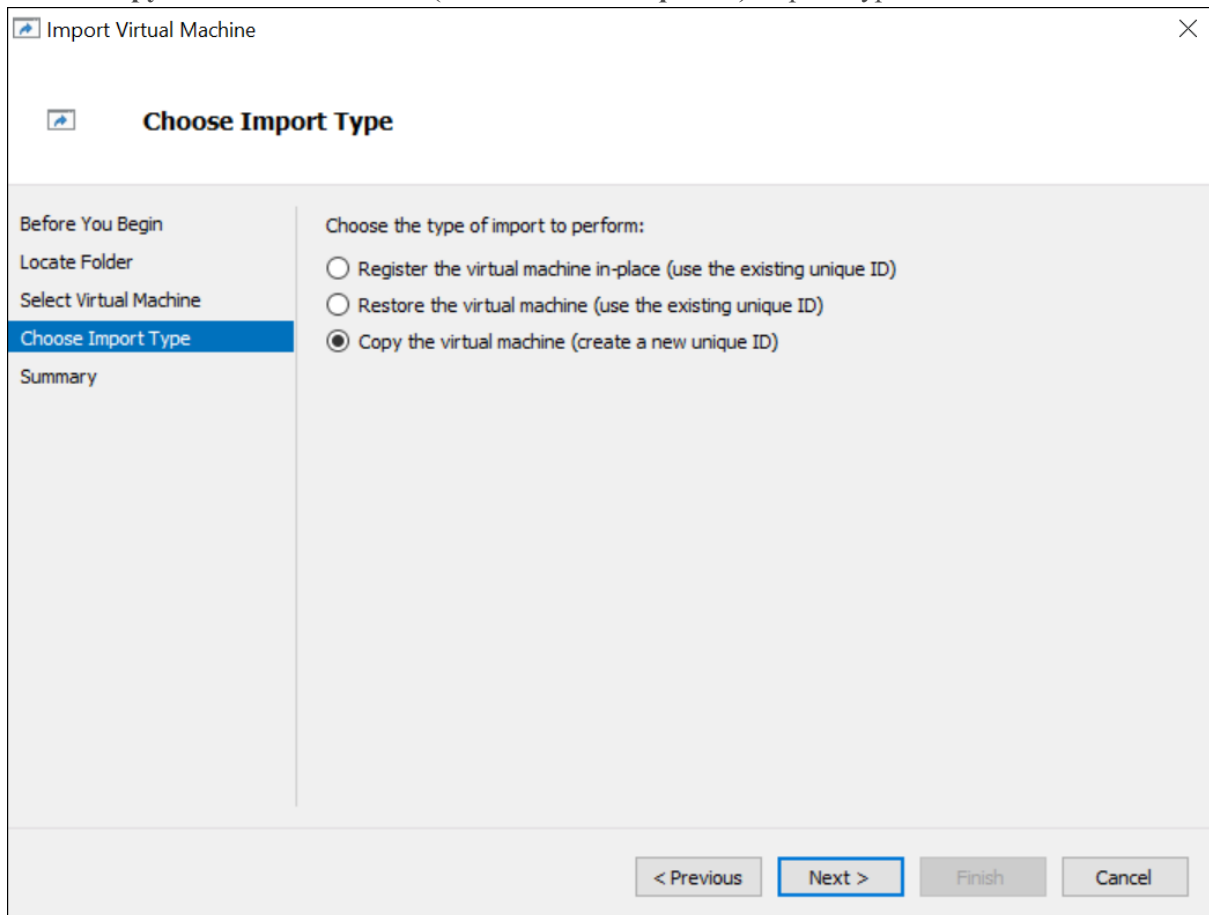 Import Virtual Machine
Choose Import Type
Before You Begin
Locate Folder
Select Virtual Machine
Choose Import Type
Summary
Choose the type of import to perform:
Register the virtual machine in-place (use the existing unique ID)
Restore the virtual machine (use the existing unique ID)
Copy the virtual machine (create a new unique ID)
< Previous
Next >
Finish
Cancel